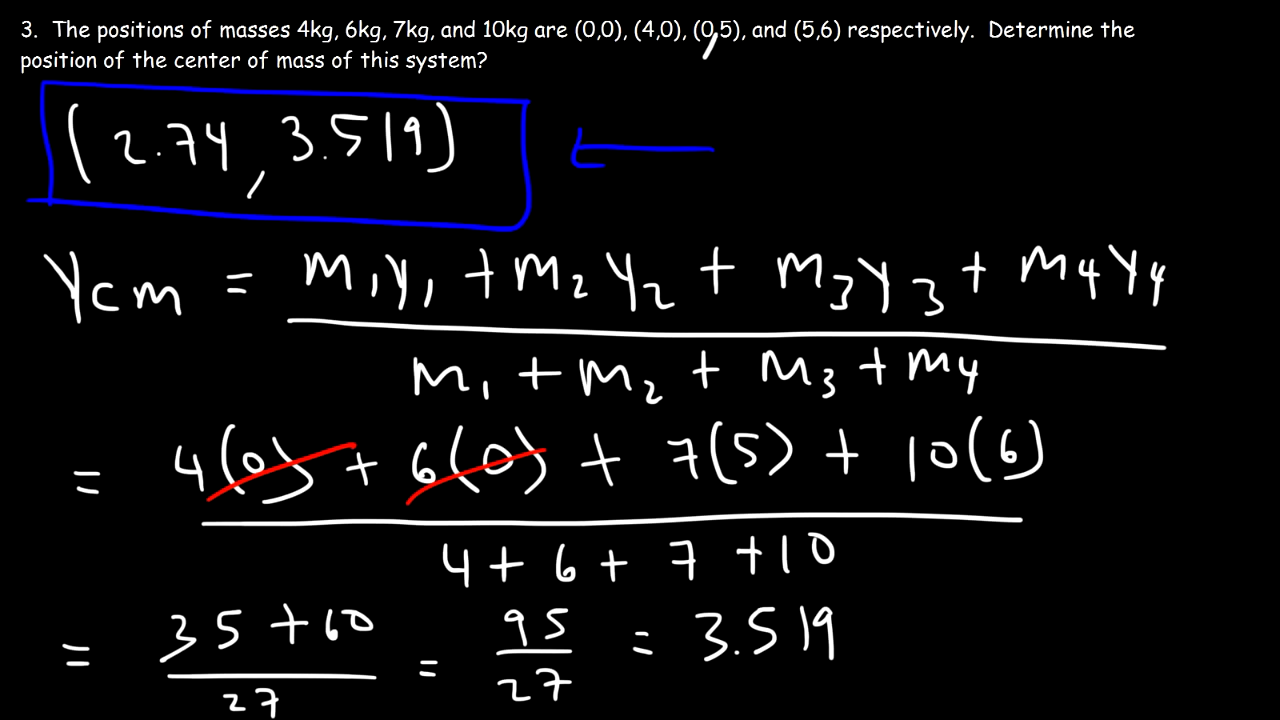 3. The positions of masses 4kg, 6kg, 7kg, and 10kg are (0,0), (4,0), (0,5), and (5,6) respectively. Determine the
position of the center of mass of this system?
(2.74, 3.519)
Ycm = m₁y₁ + m₂y₂ + m₃y₃ + m₄y₄
m₁ + m₂ + m₃ + m₄
= 4(0) + 6(0) + 7(5) + 10(6)
4 + 6 + 7 + 10
= 35 + 60 = 95 = 3.519
27 27